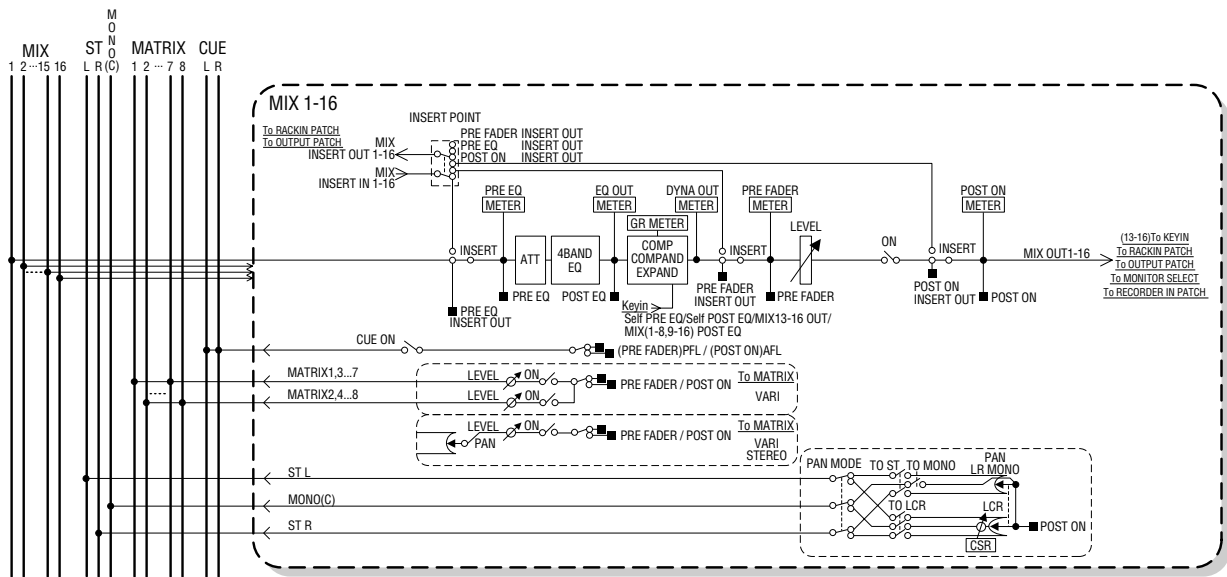 MONO
MIX
ST
MATRIX
CUE
1 2 ··· 15 16
L R (C)
1 2 ··· 7 8
L R
MIX 1-16
INSERT POINT
To RACKIN PATCH
To OUTPUT PATCH
MIX
INSERT OUT 1-16
MIX
INSERT IN 1-16
PRE FADER INSERT OUT
PRE EQ INSERT OUT
POST ON INSERT OUT
PRE EQ
METER
EQ OUT
METER
DYNA OUT
METER
PRE FADER
METER
POST ON
METER
GR METER
LEVEL
INSERT
ATT
4BAND
EQ
COMP
COMPAND
EXPAND
INSERT
ON
INSERT
MIX OUT1-16
(13-16)To KEYIN
To RACKIN PATCH
To OUTPUT PATCH
To MONITOR SELECT
To RECORDER IN PATCH
PRE EQ
POST EQ
PRE FADER
INSERT OUT
PRE FADER
POST ON
INSERT OUT
POST ON
PRE EQ
INSERT OUT
Keyin
Self PRE EQ/Self POST EQ/MIX13-16 OUT/
MIX(1-8,9-16) POST EQ
CUE ON
(PRE FADER)PFL / (POST ON)AFL
MATRIX1,3...7
LEVEL
ON
PRE FADER / POST ON
To MATRIX
VARI
MATRIX2,4...8
LEVEL
ON
LEVEL
PAN
ON
PRE FADER / POST ON
To MATRIX
VARI
STEREO
ST L
MONO(C)
ST R
PAN MODE
TO ST
TO MONO
PAN
LR MONO
TO LCR
LCR
CSR
POST ON